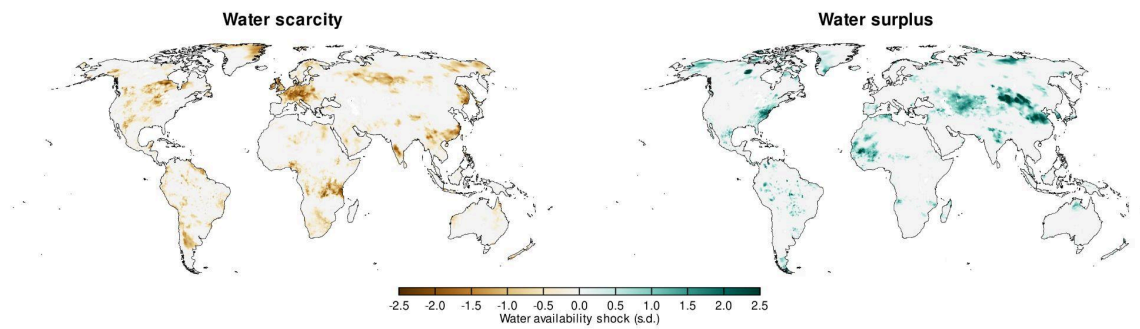 Water scarcity
Water surplus
-2.5 -2.0 -1.5 -1.0 -0.5 0.0 0.5 1.0 1.5 2.0 2.5
Water availability shock (s.d.)